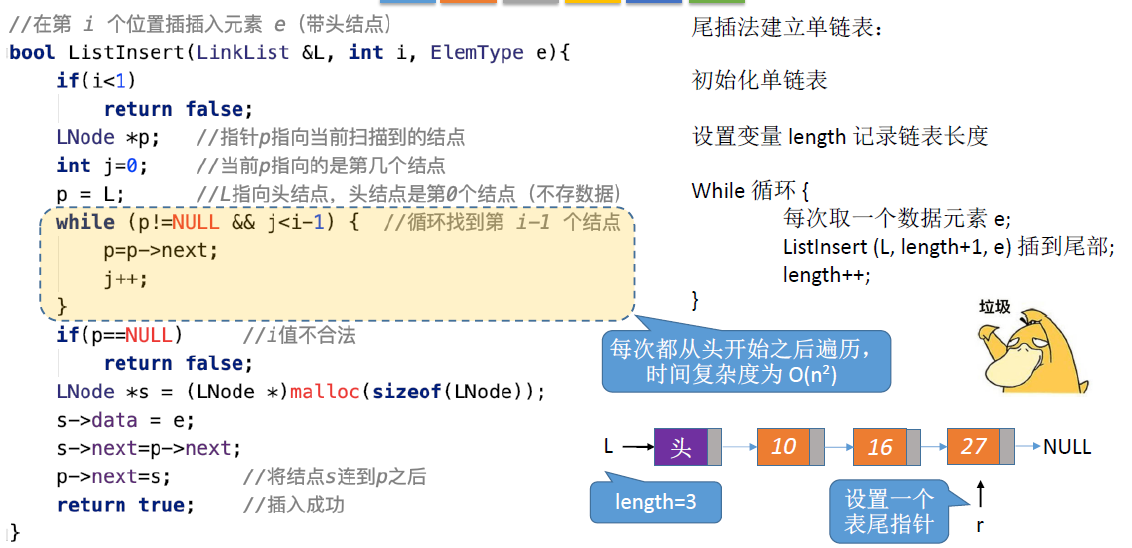 //在第 i 个位置插插入元素 e（带头结点）
bool ListInsert(LinkList &L, int i, ElemType e){
if(i<1)
return false;
LNode *p; //指针p指向当前扫描到的结点
int j=0; //当前p指向的是第几个结点
p = L; //L指向头结点，头结点是第0个结点（不存数据）
while (p!=NULL && j<i-1) { //循环找到第 i-1 个结点
p=p->next;
j++;
}
if(p==NULL) //i值不合法
return false;
LNode *s = (LNode *)malloc(sizeof(LNode));
s->data = e;
s->next=p->next;
p->next=s; //将结点s连到p之后
return true; //插入成功
}
尾插法建立单链表：
初始化单链表
设置变量 length 记录链表长度
While 循环 {
每次取一个数据元素 e;
ListInsert (L, length+1, e) 插到尾部;
length++;
}
垃圾
每次都从头开始之后遍历，
时间复杂度为 O(n²)
L 头 10 16 27 NULL
length=3
设置一个
表尾指针
r